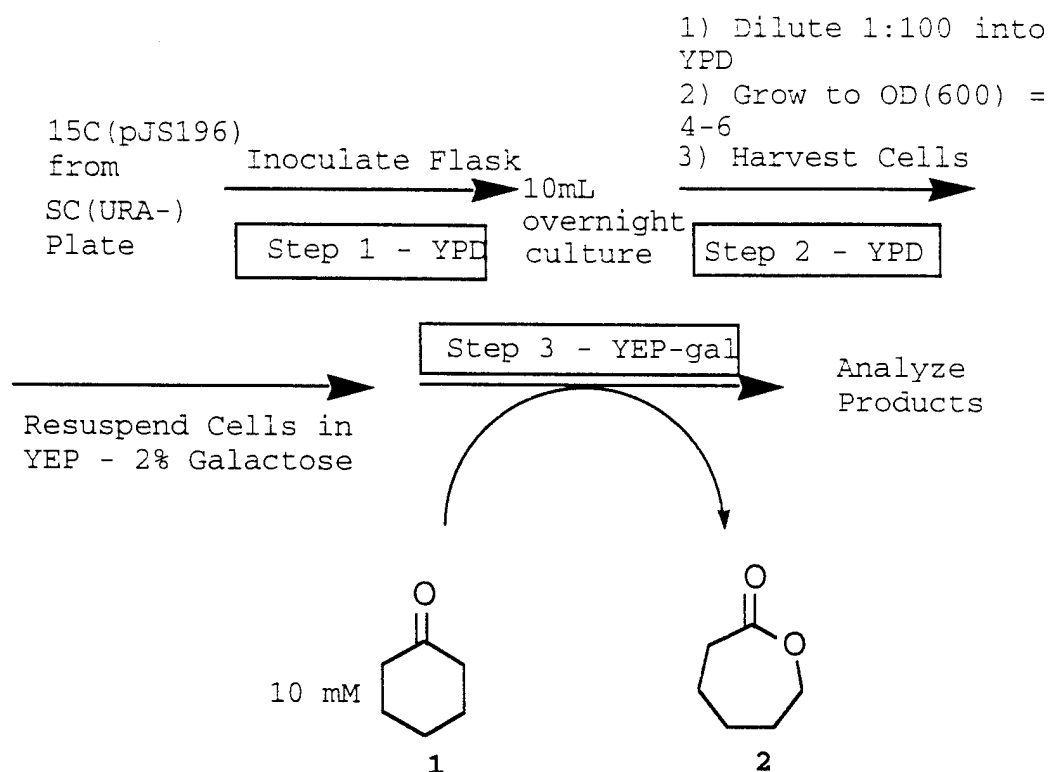 1) Dilute 1:100 into
YPD
2) Grow to OD(600) =
4-6
3) Harvest Cells
15C(pJS196)
from
SC(URA-)
Plate
Inoculate Flask
Step 1 - YPD
10mL
overnight
culture
Step 2 - YPD
Step 3 - YEP-gal
Analyze
Products
Resuspend Cells in
YEP - 2% Galactose
O
10 mM
1
O
O
2